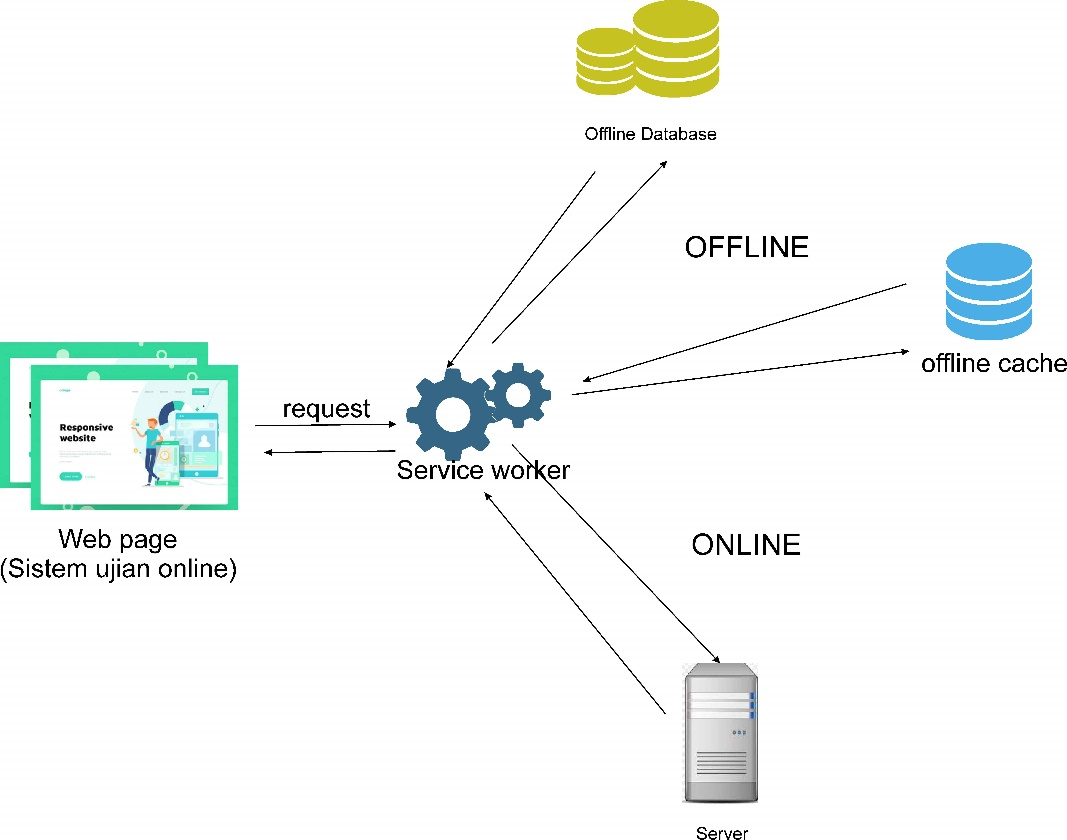 Offline Database
OFFLINE
offline cache
request
Responsive
website
Service worker
Web page
(Sistem ujian online)
ONLINE
Server